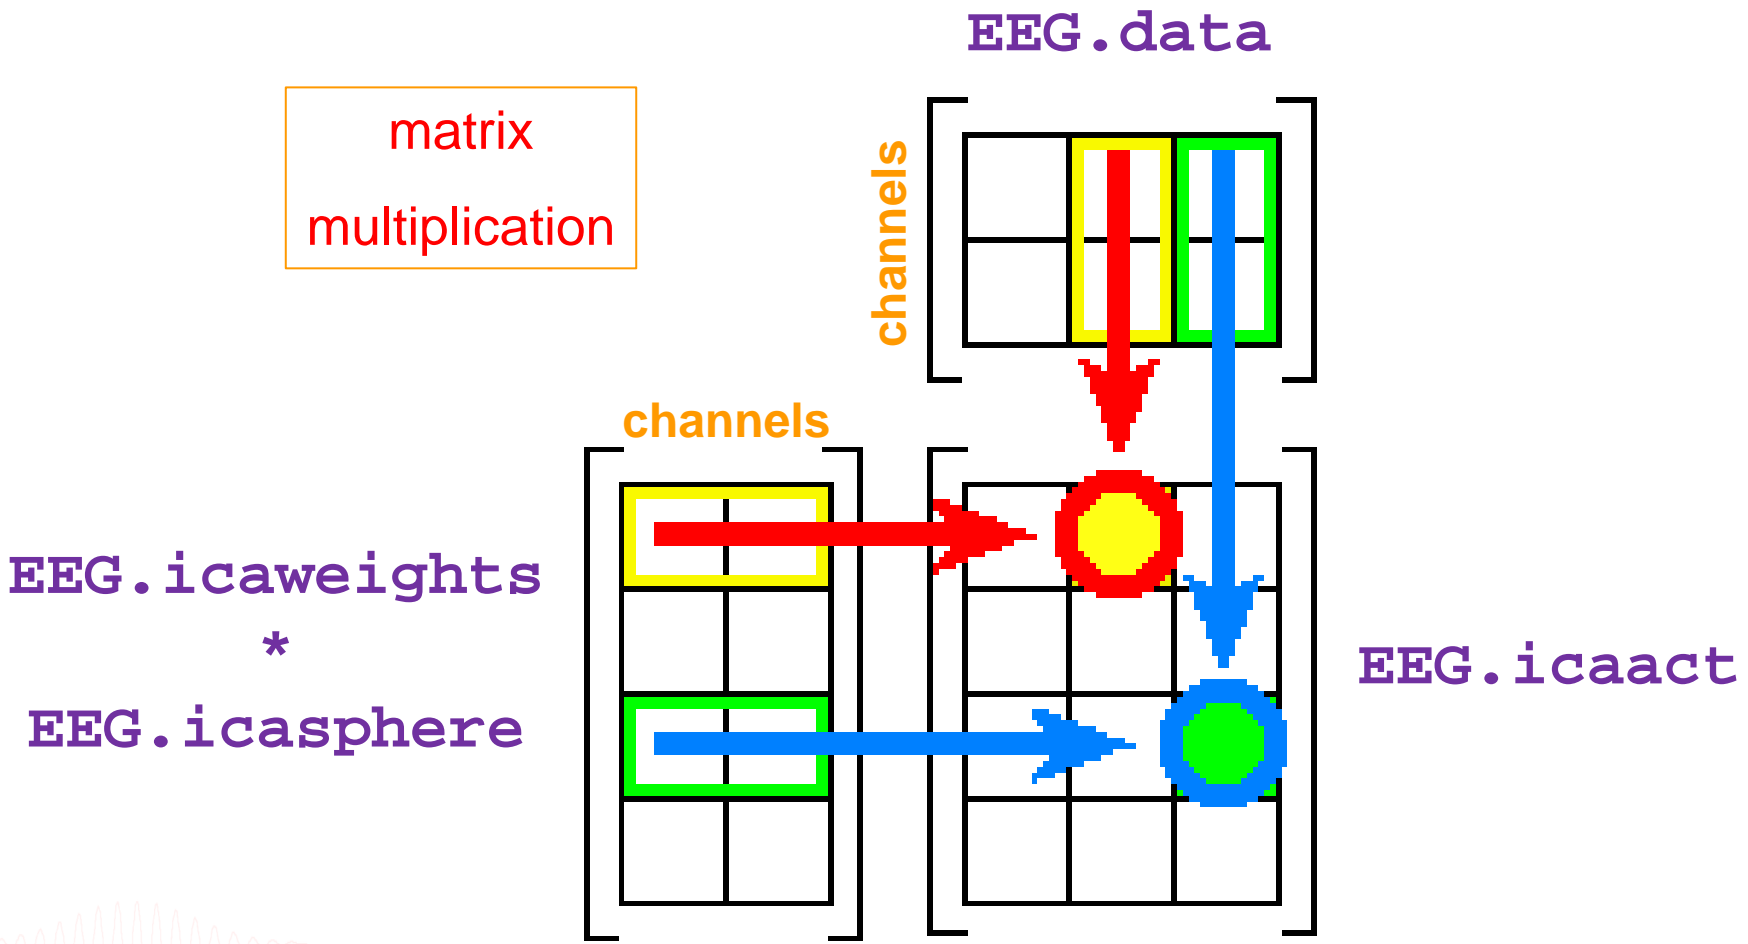 EEG.data
matrix
multiplication
channels
channels
EEG.icaweights
*
EEG.icasphere
EEG.icaact